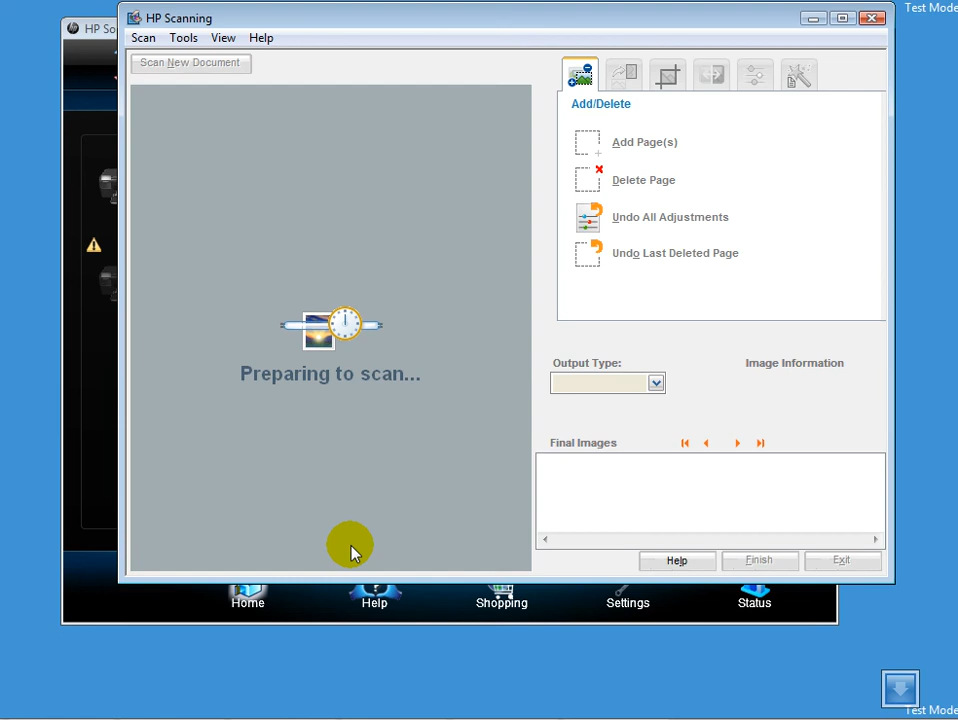 Test Mode
HP So
HP Scanning
Scan Tools View Help
Scan New Document
Add/Delete
Add Page(s)
Delete Page
Undo All Adjustments
Undo Last Deleted Page
Preparing to scan...
Output Type:
Image Information
Final Images
Help
Finish
Exit
Home
Help
Shopping
Settings
Status
Test Mode